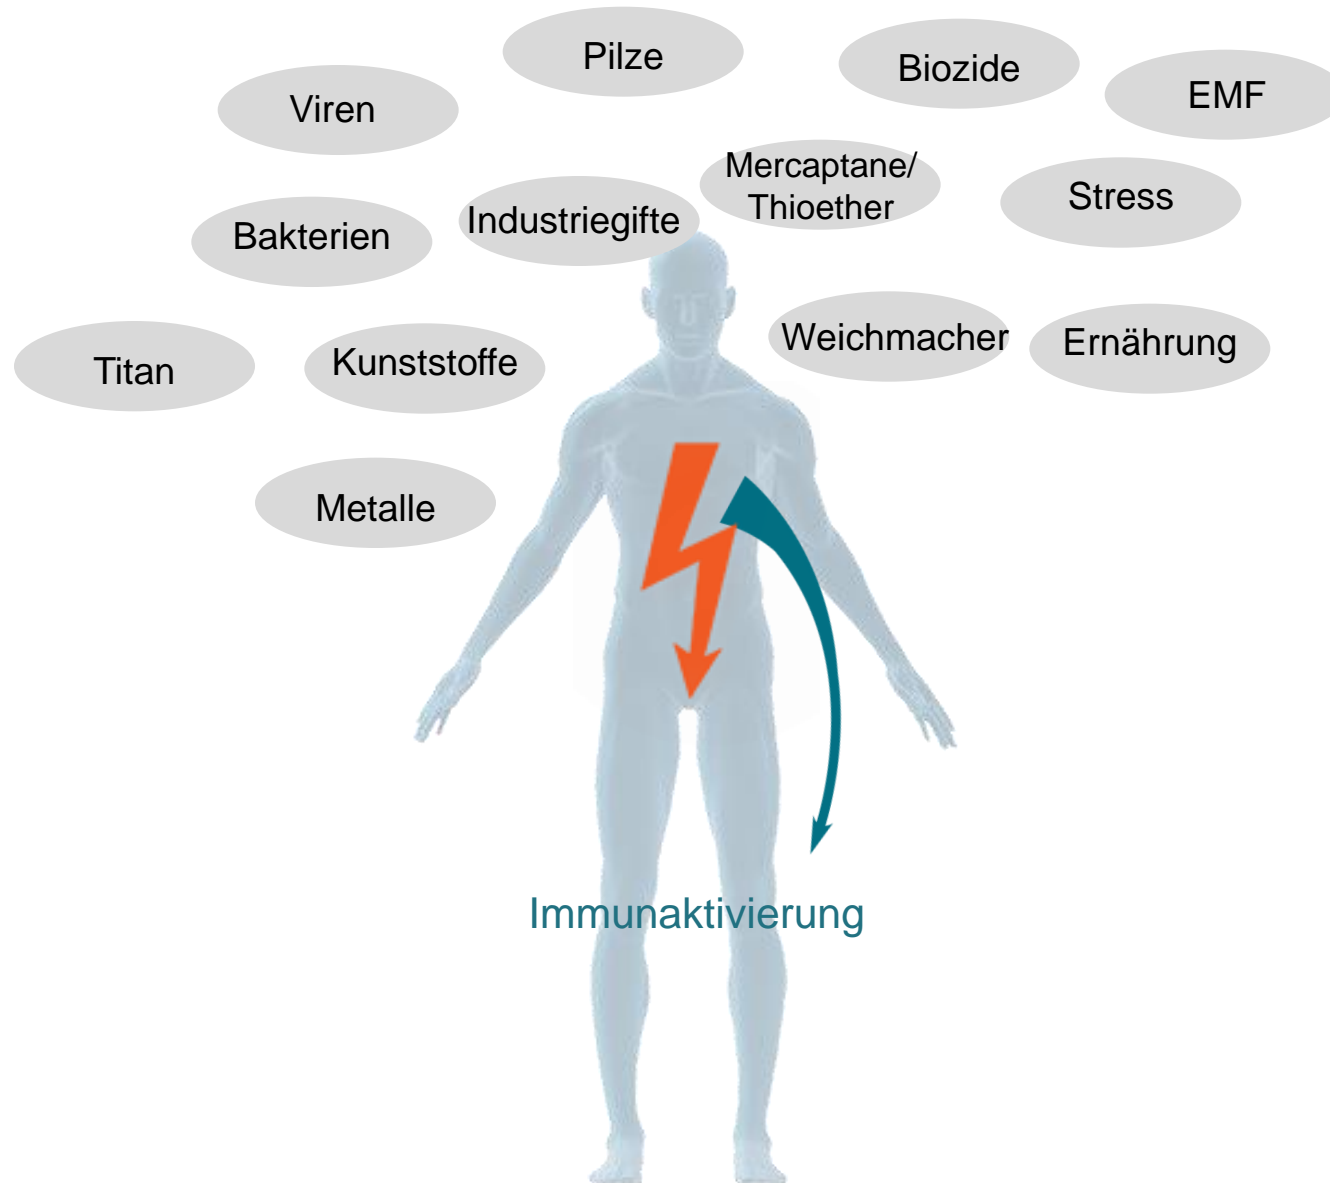 Pilze
Biozide
EMF
Viren
Mercaptane/
Thioether
Stress
Industriegifte
Bakterien
Weichmacher
Ernährung
Titan
Kunststoffe
Metalle
Immunaktivierung